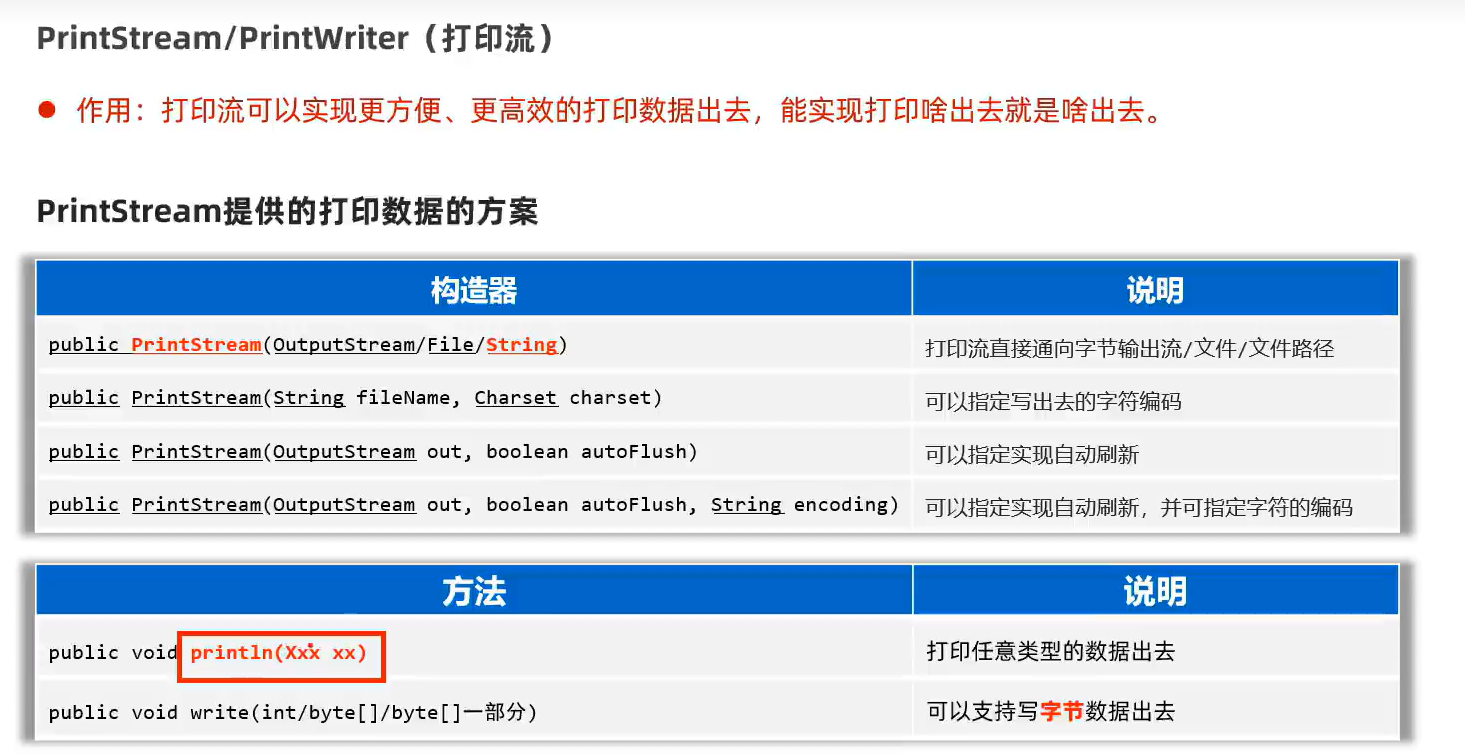 PrintStream/PrintWriter（打印流）
● 作用：打印流可以实现更方便、更高效的打印数据出去，能实现打印啥出去就是啥出去。
PrintStream提供的打印数据的方案
构造器 说明
public PrintStream(OutputStream/File/String) 打印流直接通向字节输出流/文件/文件路径
public PrintStream(String fileName, Charset charset) 可以指定写出去的字符编码
public PrintStream(OutputStream out, boolean autoFlush) 可以指定实现自动刷新
public PrintStream(OutputStream out, boolean autoFlush, String encoding) 可以指定实现自动刷新，并可指定字符的编码
方法 说明
public void println(Xxx xx) 打印任意类型的数据出去
public void write(int/byte[]/byte[]一部分) 可以支持写字节数据出去